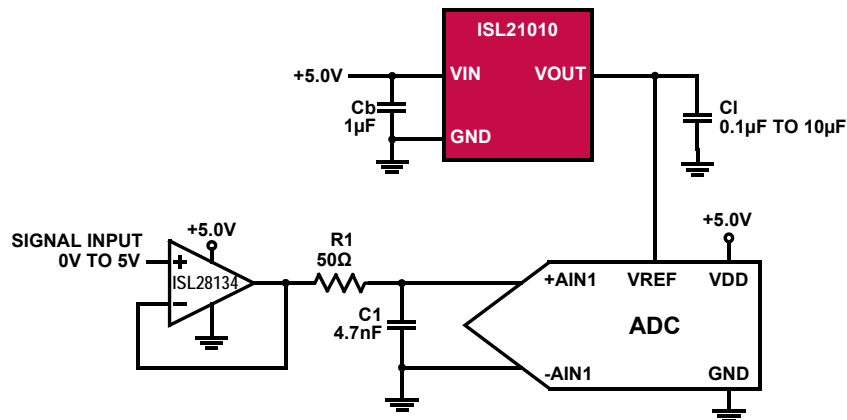 ISL21010
+5.0V
VIN
VOUT
Cb
1µF
GND
Cl
0.1µF TO 10µF
SIGNAL INPUT
0V TO 5V
+5.0V
+
ISL28134
−
R1
50Ω
C1
4.7nF
+5.0V
+AIN1
VREF
VDD
ADC
-AIN1
GND